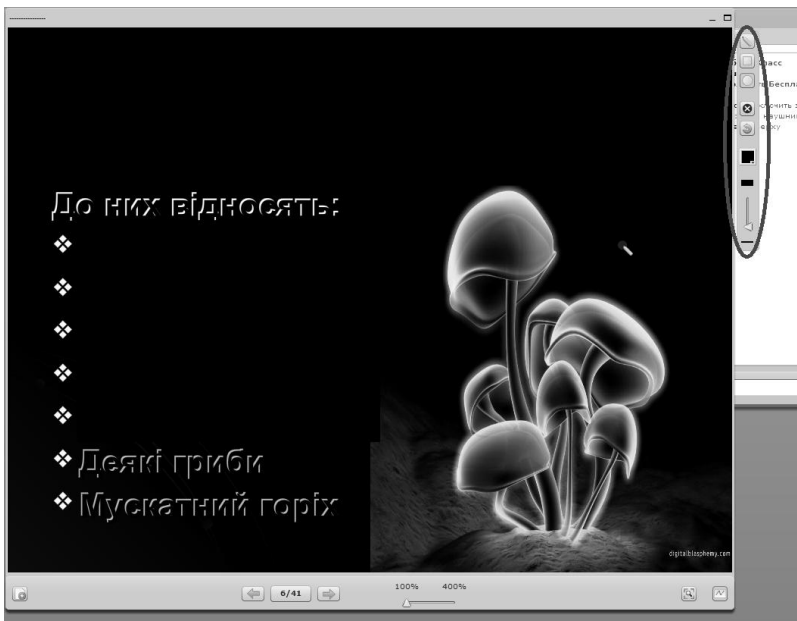 До них відносять:
❖
❖
❖
❖
❖
❖ Деякі гриби
❖ Мускатний горіх
digitalblasphemy.com
6/41
100% 400%